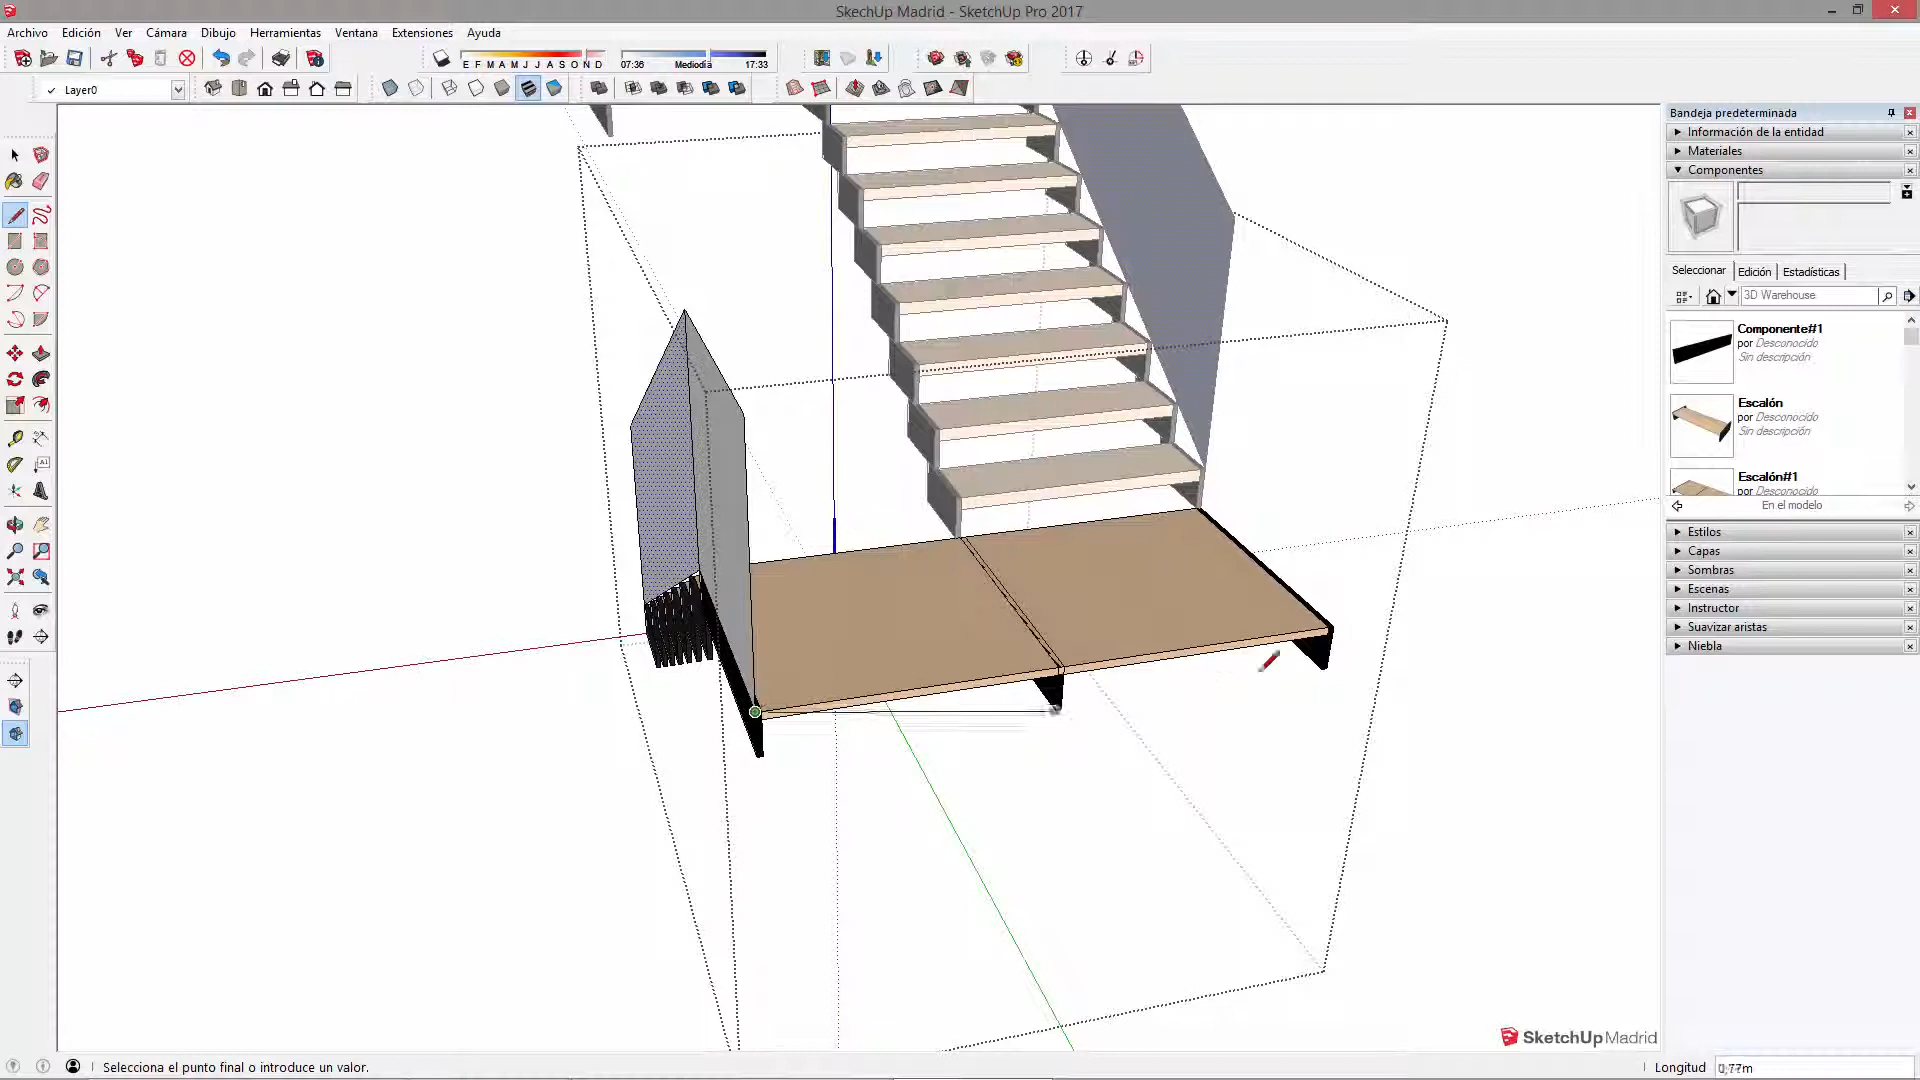 SkechUp Madrid - SketchUp Pro 2017
Archivo Edición Ver Cámara Dibujo Herramientas Ventana Extensiones Ayuda
E F M A M J J A S O N D
07:36 Mediodía 17:33
Layer0
Bandeja predeterminada
Información de la entidad
Materiales
Componentes
Seleccionar Edición Estadísticas
3D Warehouse
Componente#1
por Desconocido
Sin descripción
Escalón
por Desconocido
Sin descripción
Escalón#1
por Desconocido
En el modelo
Estilos
Capas
Sombras
Escenas
Instructor
Suavizar aristas
Niebla
A1
SketchUp Madrid
Selecciona el punto final o introduce un valor.
Longitud 0,77m